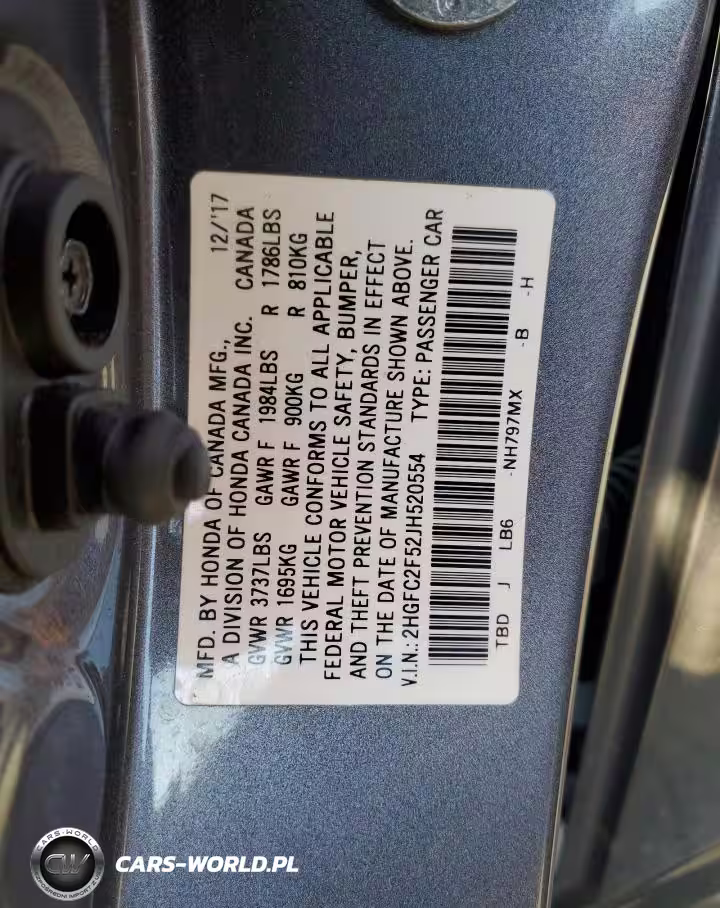 MFD. BY HONDA OF CANADA MFG., 12/'17
A DIVISION OF HONDA CANADA INC. CANADA
GVWR 3737LBS GAWR F 1984LBS R 1786LBS
GVWR 1695KG GAWR F 900KG R 810KG
THIS VEHICLE CONFORMS TO ALL APPLICABLE
FEDERAL MOTOR VEHICLE SAFETY, BUMPER,
AND THEFT PREVENTION STANDARDS IN EFFECT
ON THE DATE OF MANUFACTURE SHOWN ABOVE.
V.I.N.: 2HGFC2F52JH520554 TYPE: PASSENGER CAR
TBD J LB6 -NH797MX -B -H
CARS-WORLD
CW
CARS-WORLD.PL